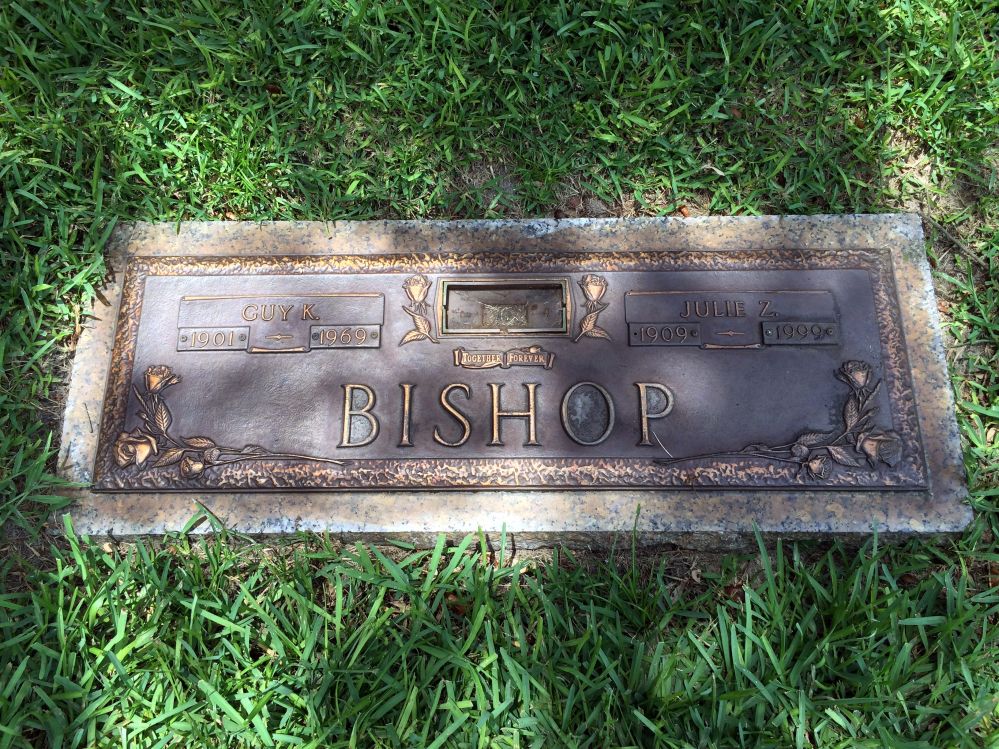 GUY K.
1901 1969
JULIE Z.
1909 1999
TOGETHER FOREVER
BISHOP